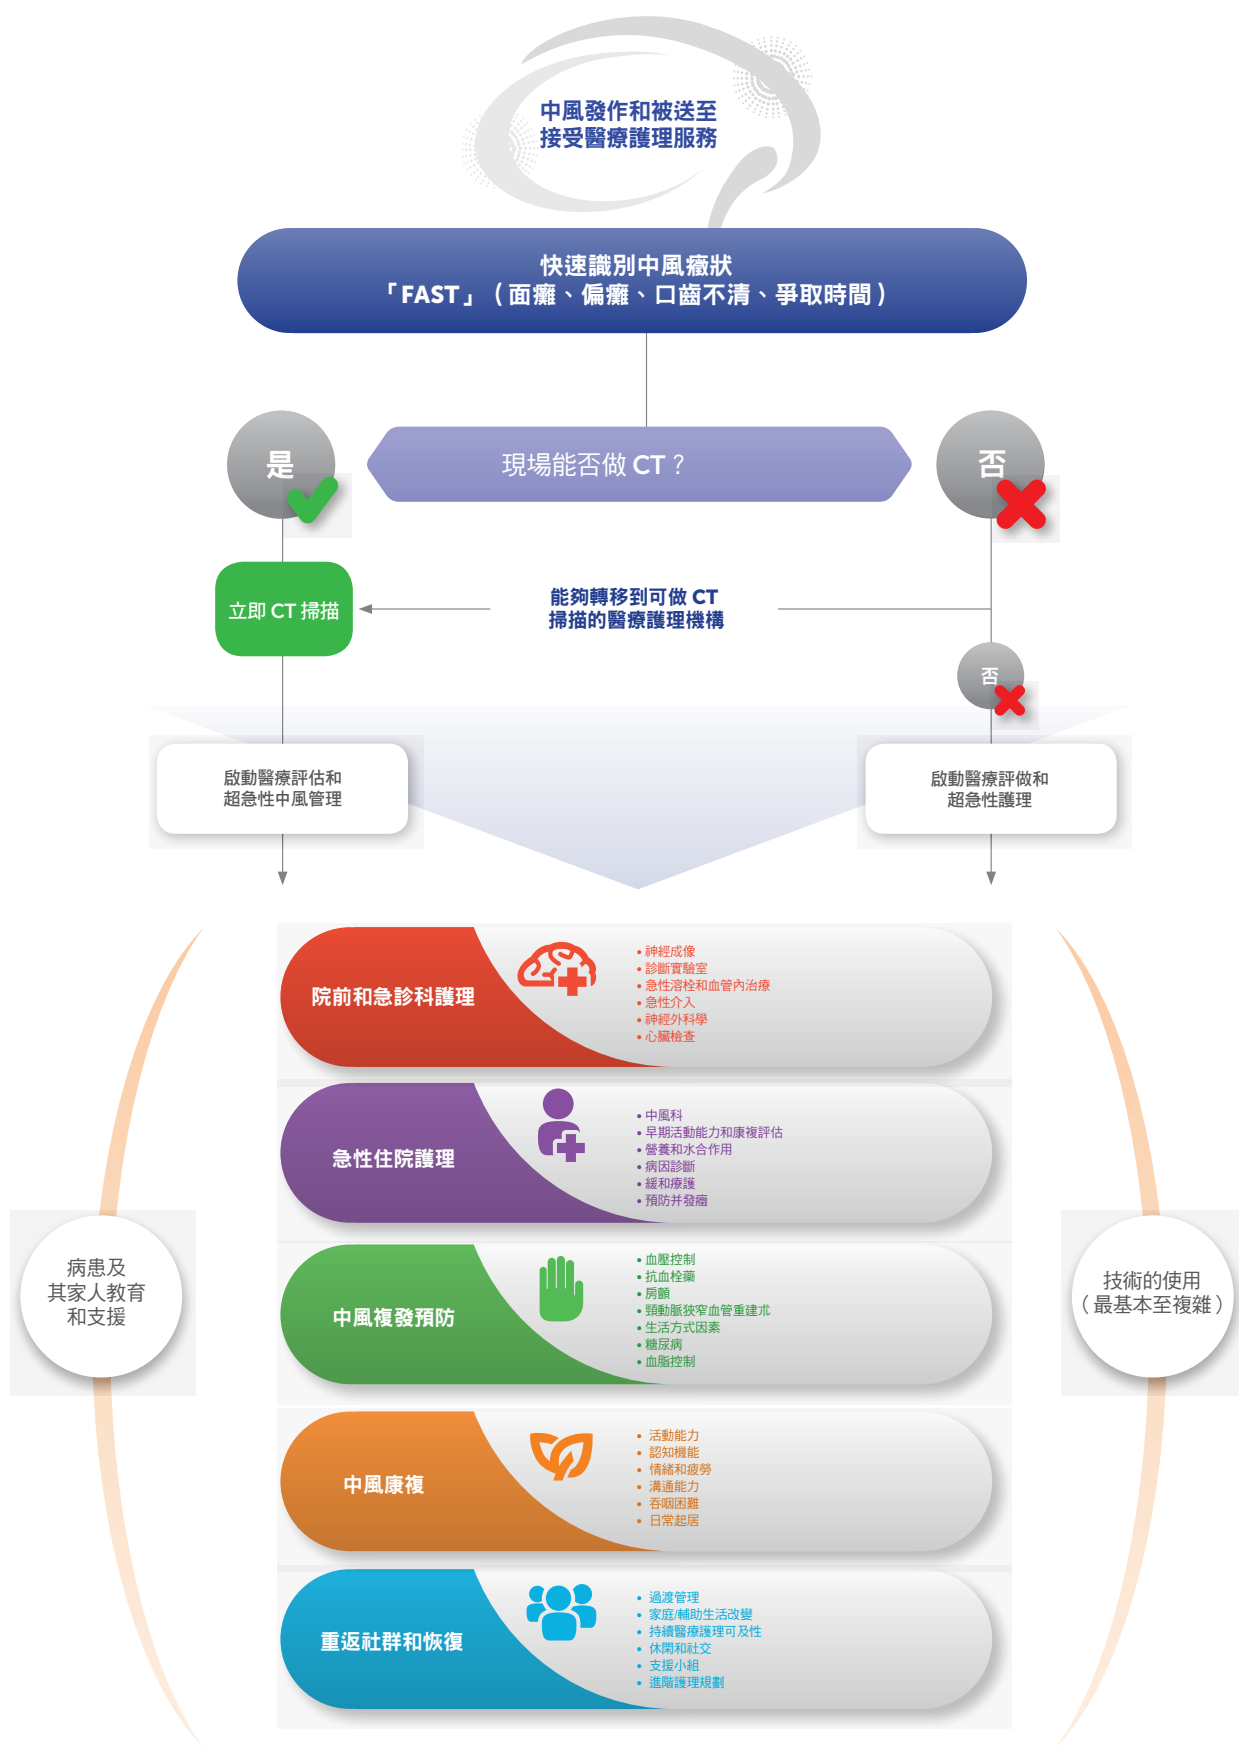 中風發作和被送至
接受醫療護理服務
快速識別中風癥狀
「FAST」(面癱、偏癱、口齒不清、爭取時間)
是
現場能否做 CT？
否
立即 CT 掃描
能夠轉移到可做 CT
掃描的醫療護理機構
否
啟動醫療評估和
超急性中風管理
啟動醫療評做和
超急性護理
院前和急診科護理
• 神經成像
• 診斷實驗室
• 急性溶栓和血管內治療
• 急性介入
• 神經外科學
• 心臟檢查
急性住院護理
• 中風科
• 早期活動能力和康複評估
• 營養和水合作用
• 病因診斷
• 緩和療護
• 預防并發癥
病患及
其家人教育
和支援
中風複發預防
• 血壓控制
• 抗血栓藥
• 房顫
• 頸動脈狹窄血管重建朮
• 生活方式因素
• 糖尿病
• 血脂控制
技術的使用
(最基本至複雜)
中風康複
• 活動能力
• 認知機能
• 情緒和疲勞
• 溝通能力
• 吞咽困難
• 日常起居
重返社群和恢復
• 過渡管理
• 家庭/輔助生活改變
• 持續醫療護理可及性
• 休閑和社交
• 支援小組
• 進階護理規劃